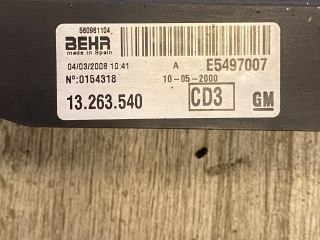 560961104
BEHR
made in Spain
04/03/2008 10:41 A E5497007
Nº:0154318 10-05-2000
13.263.540 CD3 GM